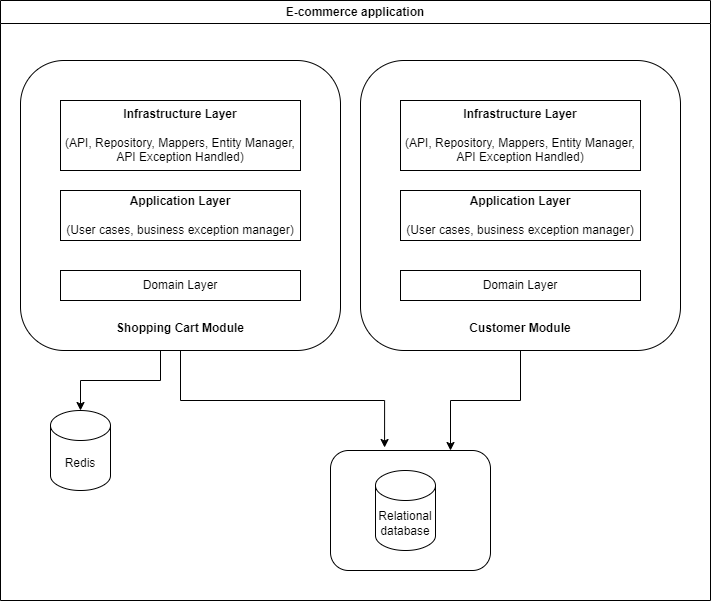 E-commerce application
Infrastructure Layer
(API, Repository, Mappers, Entity Manager,
API Exception Handled)
Application Layer
(User cases, business exception manager)
Domain Layer
Shopping Cart Module
Infrastructure Layer
(API, Repository, Mappers, Entity Manager,
API Exception Handled)
Application Layer
(User cases, business exception manager)
Domain Layer
Customer Module
Redis
Relational
database